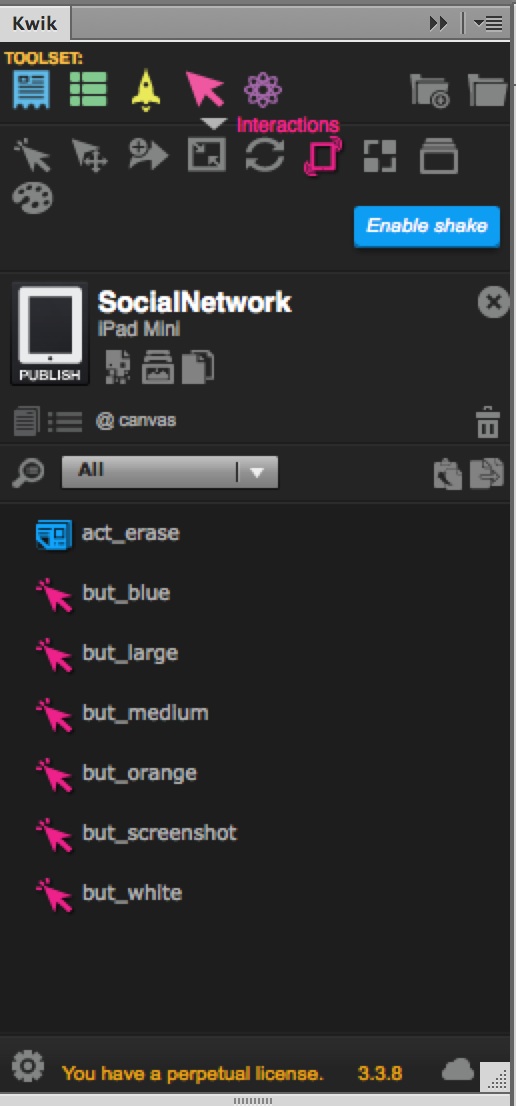 Kwik
TOOLSET:
Interactions
Enable shake
SocialNetwork
iPad Mini
PUBLISH
@ canvas
All
act_erase
but_blue
but_large
but_medium
but_orange
but_screenshot
but_white
You have a perpetual license. 3.3.8